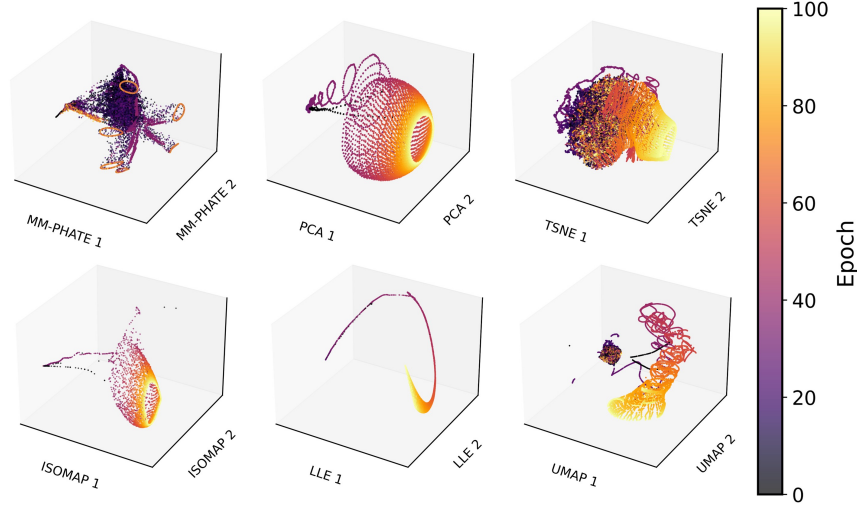 MM-PHATE 1
MM-PHATE 2
PCA 1
PCA 2
TSNE 1
TSNE 2
ISOMAP 1
ISOMAP 2
LLE 1
LLE 2
UMAP 1
UMAP 2
100
80
60
40
20
0
Epoch